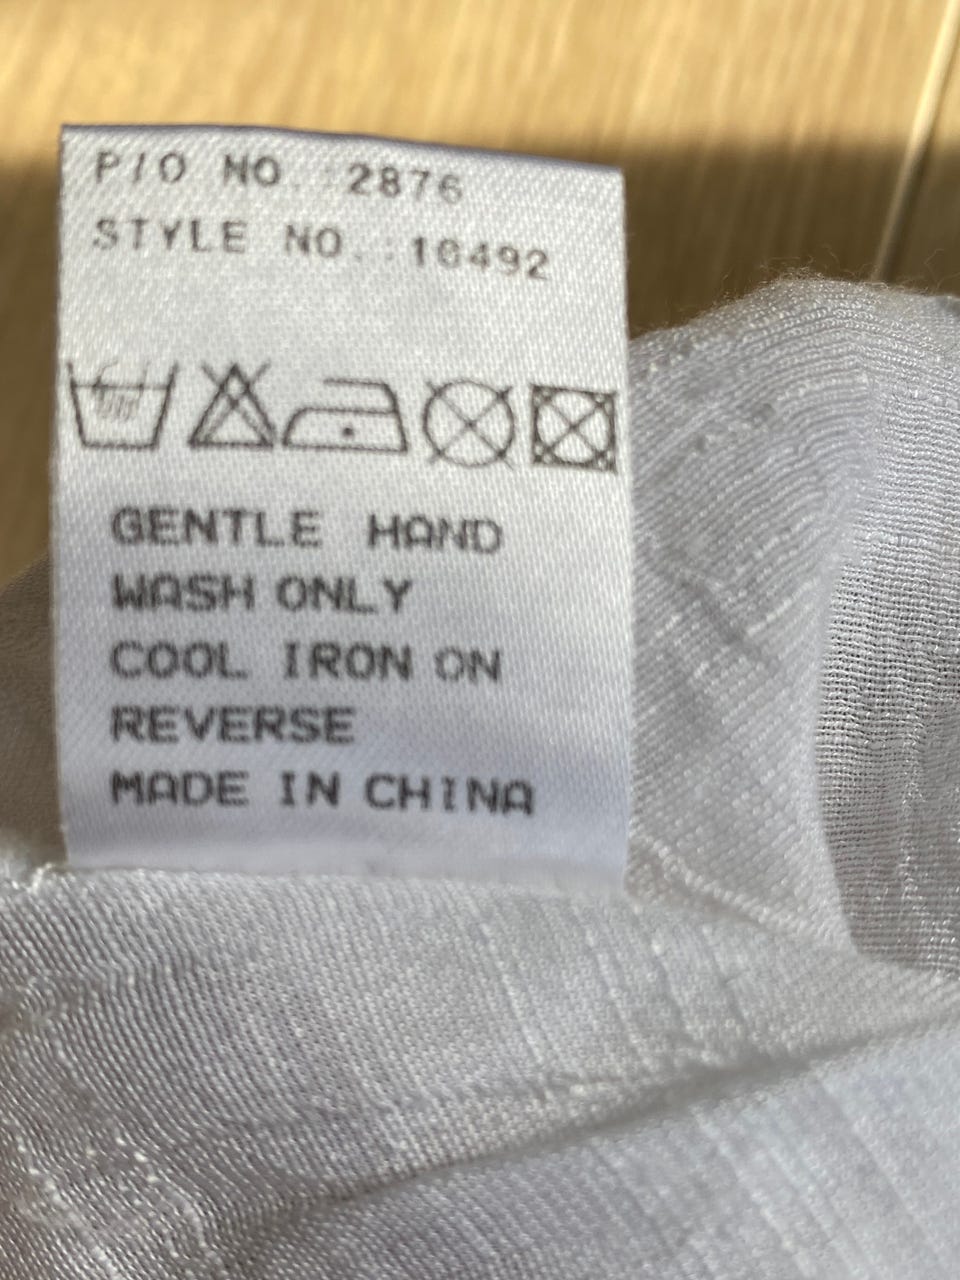 P/O NO. : 2876
STYLE NO. : 16492
GENTLE HAND
WASH ONLY
COOL IRON ON
REVERSE
MADE IN CHINA